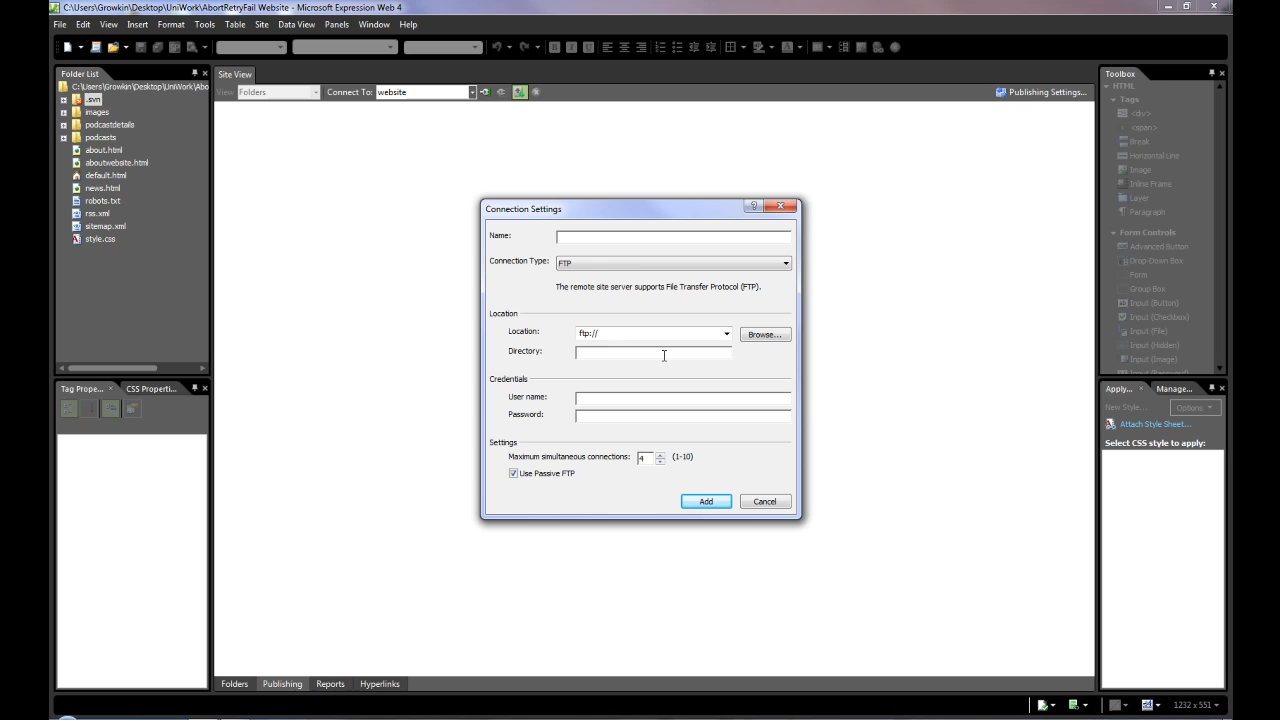 C:\Users\Growkin\Desktop\UniWork\AbortRetryFail Website - Microsoft Expression Web 4
File Edit View Insert Format Tools Table Site Data View Panels Window Help
Folder List
C:\Users\Growkin\Desktop\UniWork\Abo
.svn
images
podcastdetails
podcasts
about.html
aboutwebsite.html
default.html
news.html
robots.txt
rss.xml
sitemap.xml
style.css
Tag Prope...
CSS Properti...
Site View
View Folders Connect To: website Publishing Settings...
Connection Settings
Name:
Connection Type: FTP
The remote site server supports File Transfer Protocol (FTP).
Location
Location: ftp:// Browse...
Directory:
Credentials
User name:
Password:
Settings
Maximum simultaneous connections: 4 (1-10)
Use Passive FTP
Add Cancel
Folders Publishing Reports Hyperlinks
Toolbox
HTML
Tags
<div>
<span>
Break
Horizontal Line
Image
Inline Frame
Layer
Paragraph
Form Controls
Advanced Button
Drop-Down Box
Form
Group Box
Input (Button)
Input (Checkbox)
Input (File)
Input (Hidden)
Input (Image)
Apply...
Manage...
New Style...
Options
Attach Style Sheet...
Select CSS style to apply:
1232 x 551